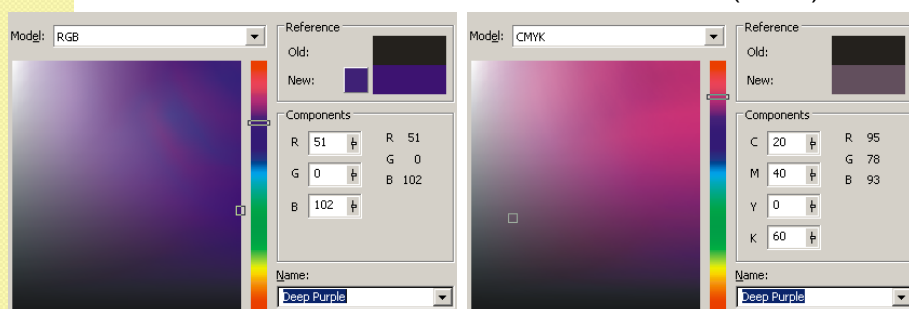 Model: RGB
Reference
Old:
New:
Components
R 51 R 51
G 0 G 0
B 102 B 102
Name:
Deep Purple
Model: CMYK
Reference
Old:
New:
Components
C 20 R 95
M 40 G 78
Y 0 B 93
K 60
Name:
Deep Purple